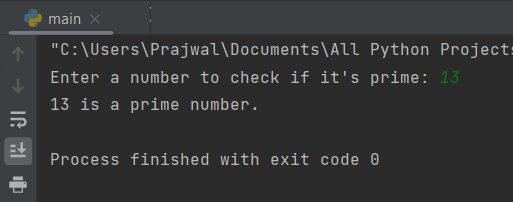 main
"C:\Users\Prajwal\Documents\All Python Projects
Enter a number to check if it's prime: 13
13 is a prime number.
Process finished with exit code 0